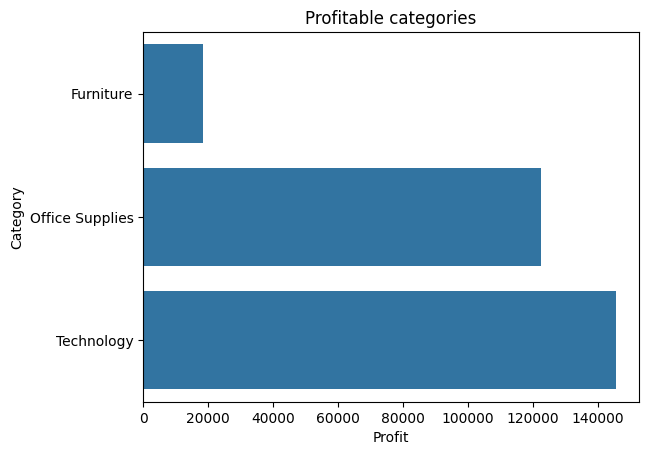 Profitable categories
Furniture
Office Supplies
Technology
Category
0 20000 40000 60000 80000 100000 120000 140000
Profit